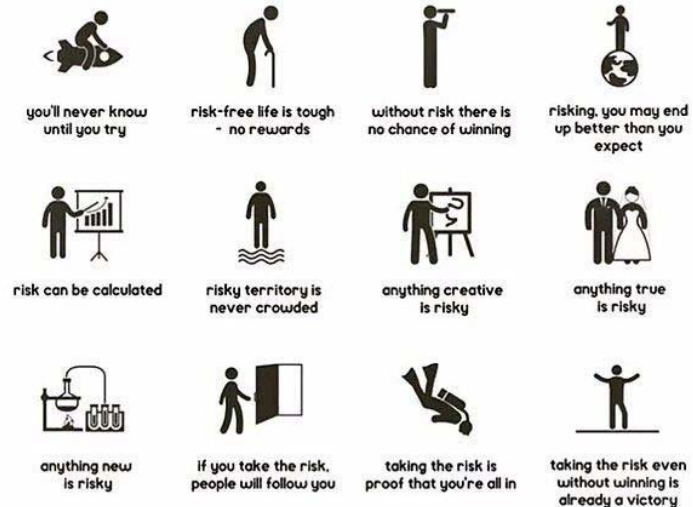 you'll never know
until you try
risk-free life is tough
- no rewards
without risk there is
no chance of winning
risking, you may end
up better than you
expect
risk can be calculated
risky territory is
never crowded
anything creative
is risky
anything true
is risky
anything new
is risky
if you take the risk,
people will follow you
taking the risk is
proof that you're all in
taking the risk even
without winning is
already a victory